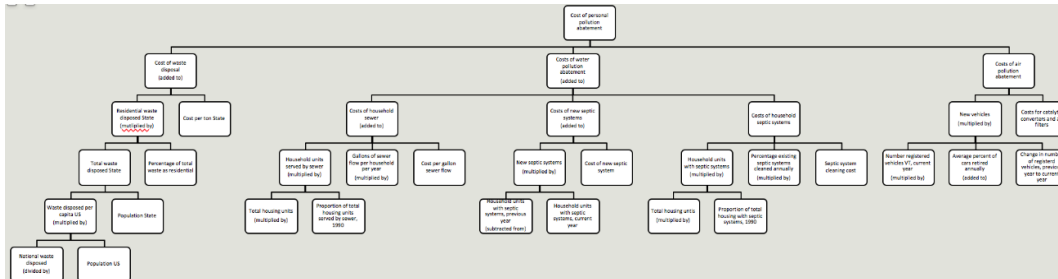 Cost of personal
pollution
abatement
Cost of waste
disposal
(added to)
Costs of water
pollution
abatement
(added to)
Costs of air
pollution
abatement
Residential waste
disposed State
(multiplied by)
Cost per ton State
Costs of household
sewer
(added to)
Costs of new septic
systems
(added to)
Costs of household
septic systems
New vehicles
(multiplied by)
Costs for catalyt
converters and a
filters
Total waste
disposed State
Percentage of total
waste as residential
Household units
served by sewer
(multiplied by)
Gallons of sewer
flow per household
per year
(multiplied by)
Cost per gallon
sewer flow
New septic systems
(multiplied by)
Cost of new septic
system
Household units
with septic systems
(multiplied by)
Percentage existing
septic systems
cleaned annually
(multiplied by)
Septic system
cleaning cost
Number registered
vehicles VT, current
year
(multiplied by)
Average percent of
cars retired
annually
(added to)
Change in numb
of registerd
vehicles, previo
year to current y
Waste disposed per
capita US
(multiplied by)
Population State
Total housing units
(multiplied by)
Proportion of total
housing units
served by sewer,
1990
Household units
with septic
systems, previous
year
(subtracted from)
Household units
with septic
systems, current
year
Total housing units
(multiplied by)
Proportion of total
housing with septic
systems, 1990
National waste
disposed
(divided by)
Population US